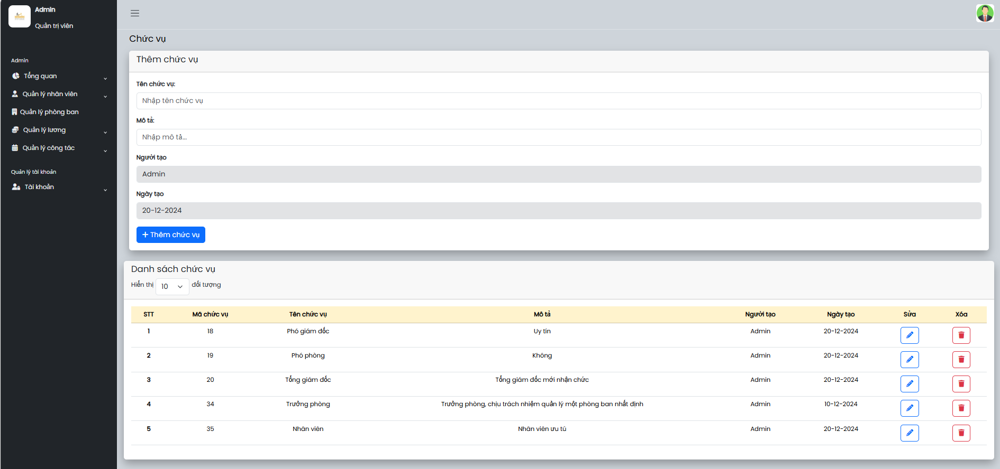 Admin
Quản trị viên
Admin
Tổng quan
Quản lý nhân viên
Quản lý phòng ban
Quản lý lương
Quản lý công tác
Quản lý tài khoản
Tài khoản
Chức vụ
Thêm chức vụ
Tên chức vụ:
Nhập tên chức vụ
Mô tả:
Nhập mô tả...
Người tạo
Admin
Ngày tạo
20-12-2024
+ Thêm chức vụ
Danh sách chức vụ
Hiển thị 10 đối tượng
STT Mã chức vụ Tên chức vụ Mô tả Người tạo Ngày tạo Sửa Xóa
1 18 Phó giám đốc Uy tín Admin 20-12-2024
2 19 Phó phòng Không Admin 20-12-2024
3 20 Tổng giám đốc Tổng giám đốc mới nhận chức Admin 20-12-2024
4 34 Trưởng phòng Trưởng phòng, chịu trách nhiệm quản lý một phòng ban nhất định Admin 10-12-2024
5 35 Nhân viên Nhân viên ưu tú Admin 20-12-2024